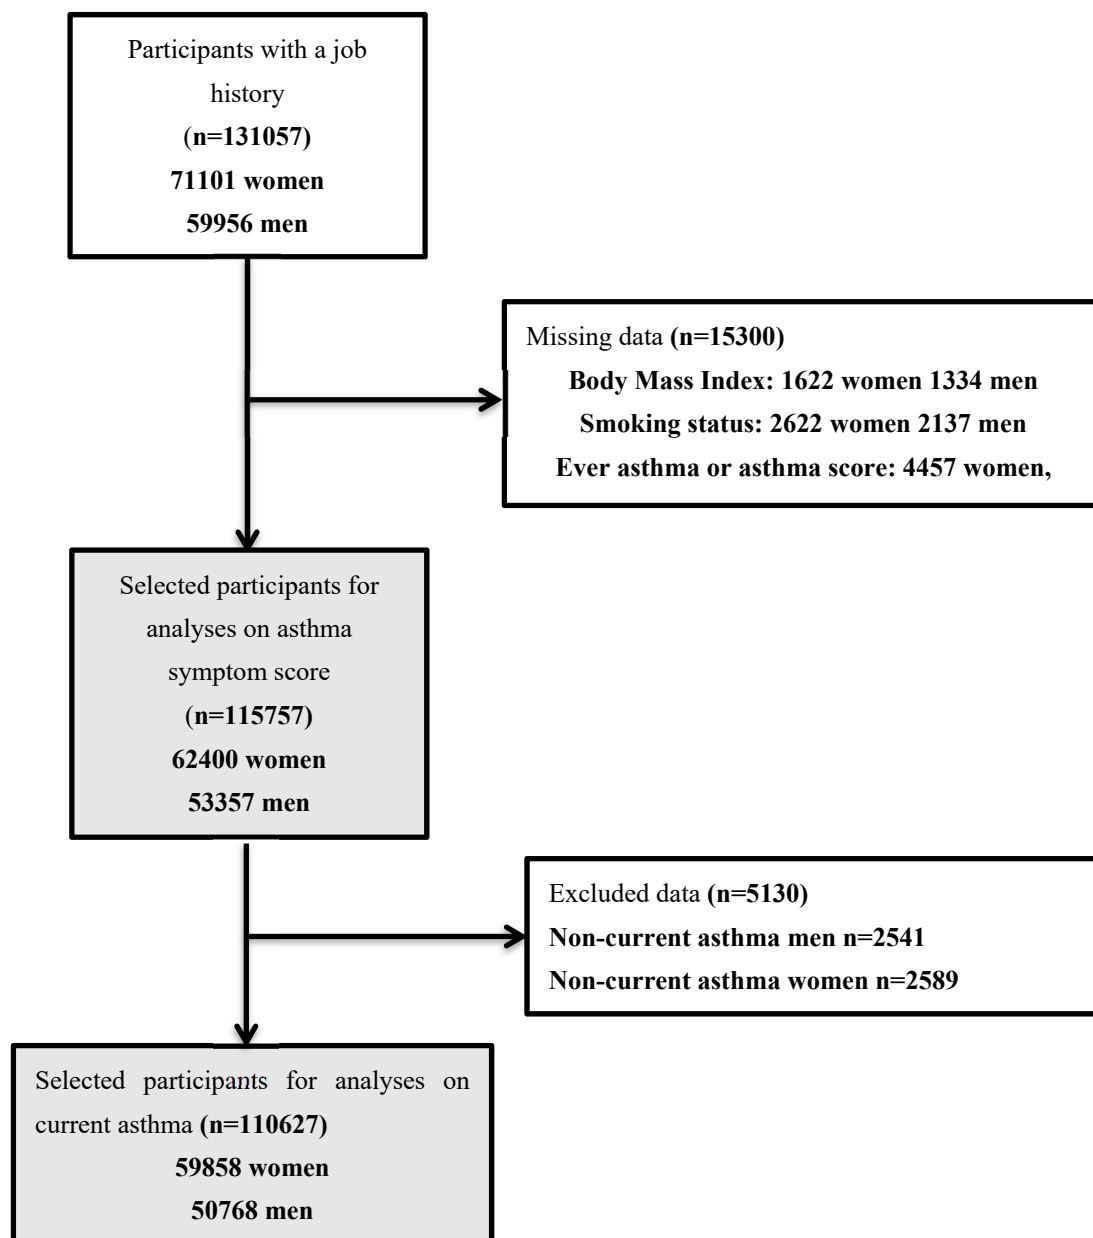 Participants with a job
history
(n=131057)
71101 women
59956 men
Missing data (n=15300)
Body Mass Index: 1622 women 1334 men
Smoking status: 2622 women 2137 men
Ever asthma or asthma score: 4457 women,
Selected participants for
analyses on asthma
symptom score
(n=115757)
62400 women
53357 men
Excluded data (n=5130)
Non-current asthma men n=2541
Non-current asthma women n=2589
Selected participants for analyses on
current asthma (n=110627)
59858 women
50768 men